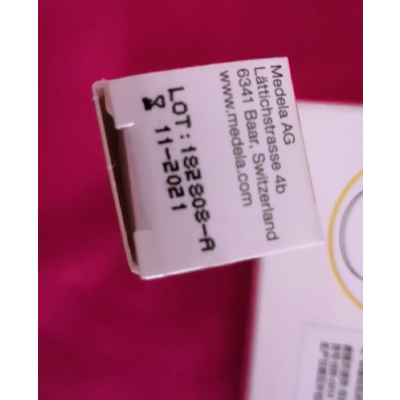 Medela AG
Lättichstrasse 4b
6341 Baar, Switzerland
www.medela.com
LOT:182808-A
11-2021